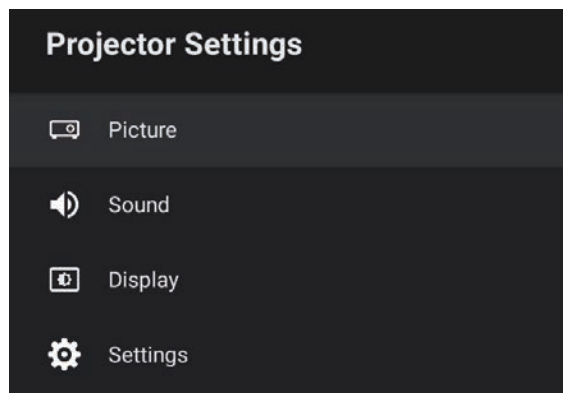 Projector Settings
Picture
Sound
Display
Settings